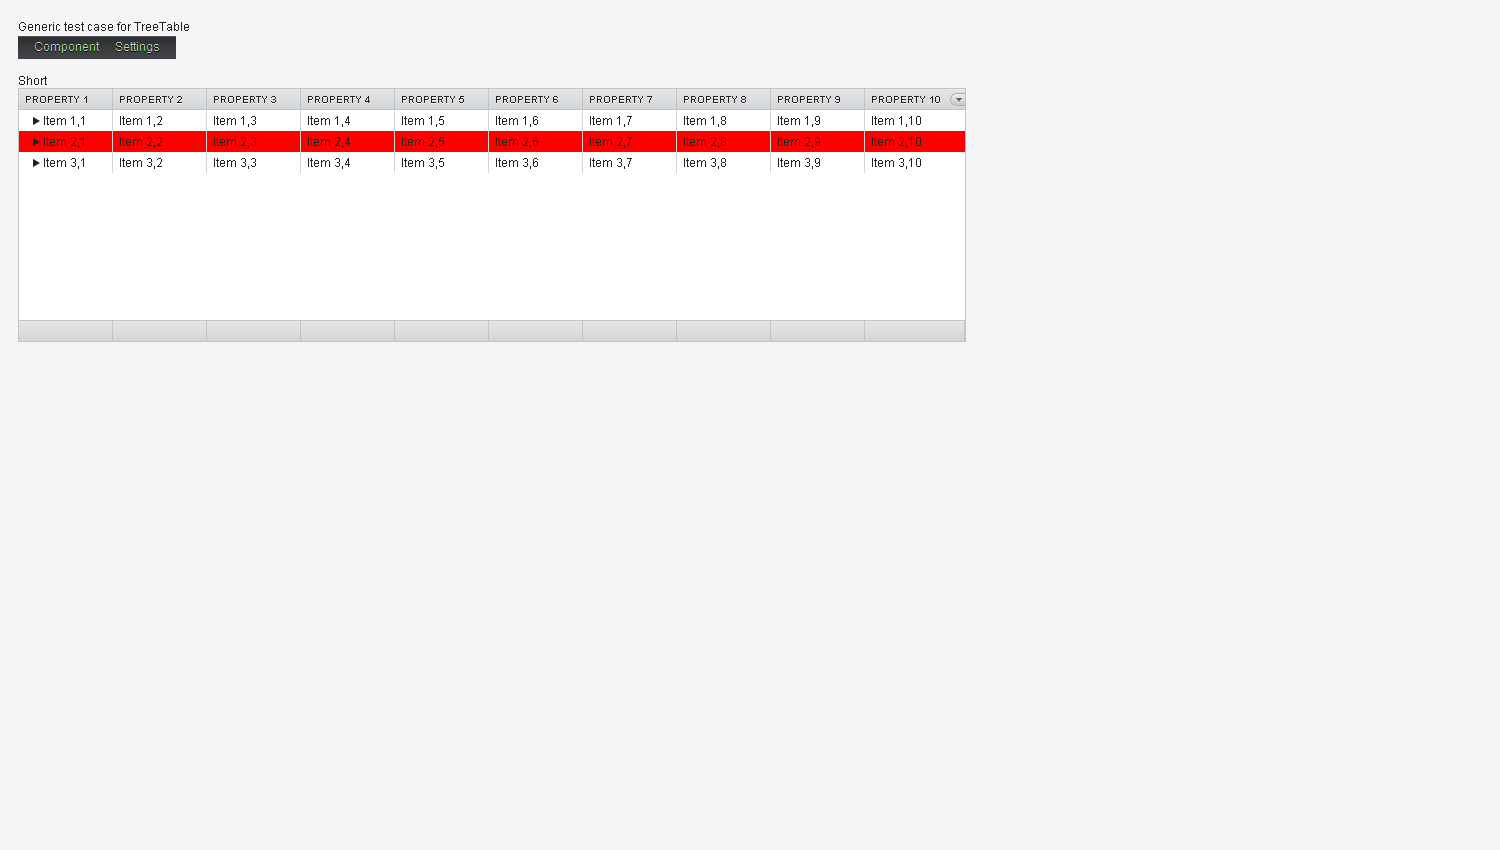 Generic test case for TreeTable
Component Settings
Short
PROPERTY 1 PROPERTY 2 PROPERTY 3 PROPERTY 4 PROPERTY 5 PROPERTY 6 PROPERTY 7 PROPERTY 8 PROPERTY 9 PROPERTY 10
Item 1,1 Item 1,2 Item 1,3 Item 1,4 Item 1,5 Item 1,6 Item 1,7 Item 1,8 Item 1,9 Item 1,10
Item 2,1 Item 2,2 Item 2,3 Item 2,4 Item 2,5 Item 2,6 Item 2,7 Item 2,8 Item 2,9 Item 2,10
Item 3,1 Item 3,2 Item 3,3 Item 3,4 Item 3,5 Item 3,6 Item 3,7 Item 3,8 Item 3,9 Item 3,10